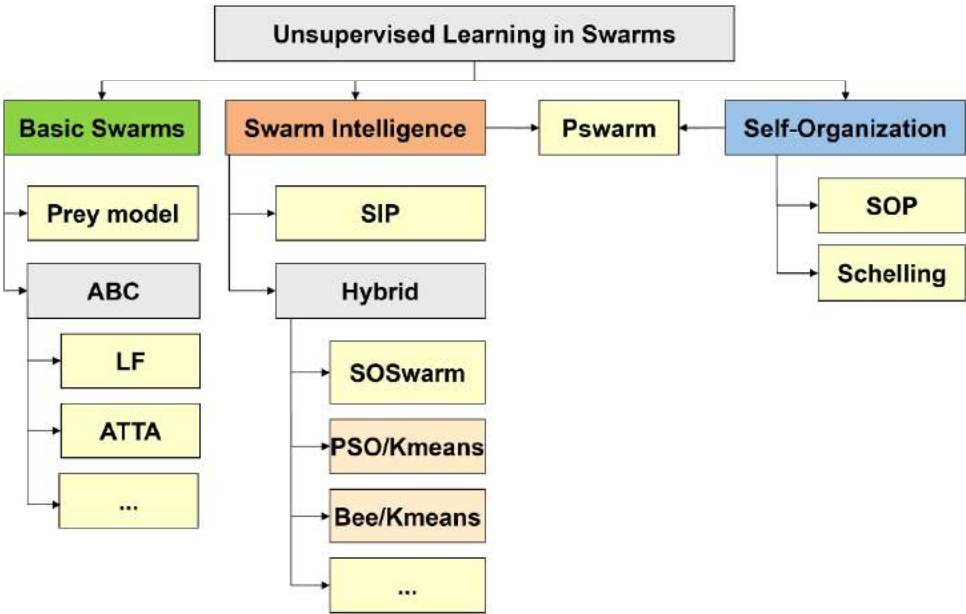 Unsupervised Learning in Swarms
Basic Swarms
Swarm Intelligence
Pswarm
Self-Organization
Prey model
SIP
SOP
ABC
Hybrid
Schelling
LF
SOSwarm
ATTA
PSO/Kmeans
...
Bee/Kmeans
...